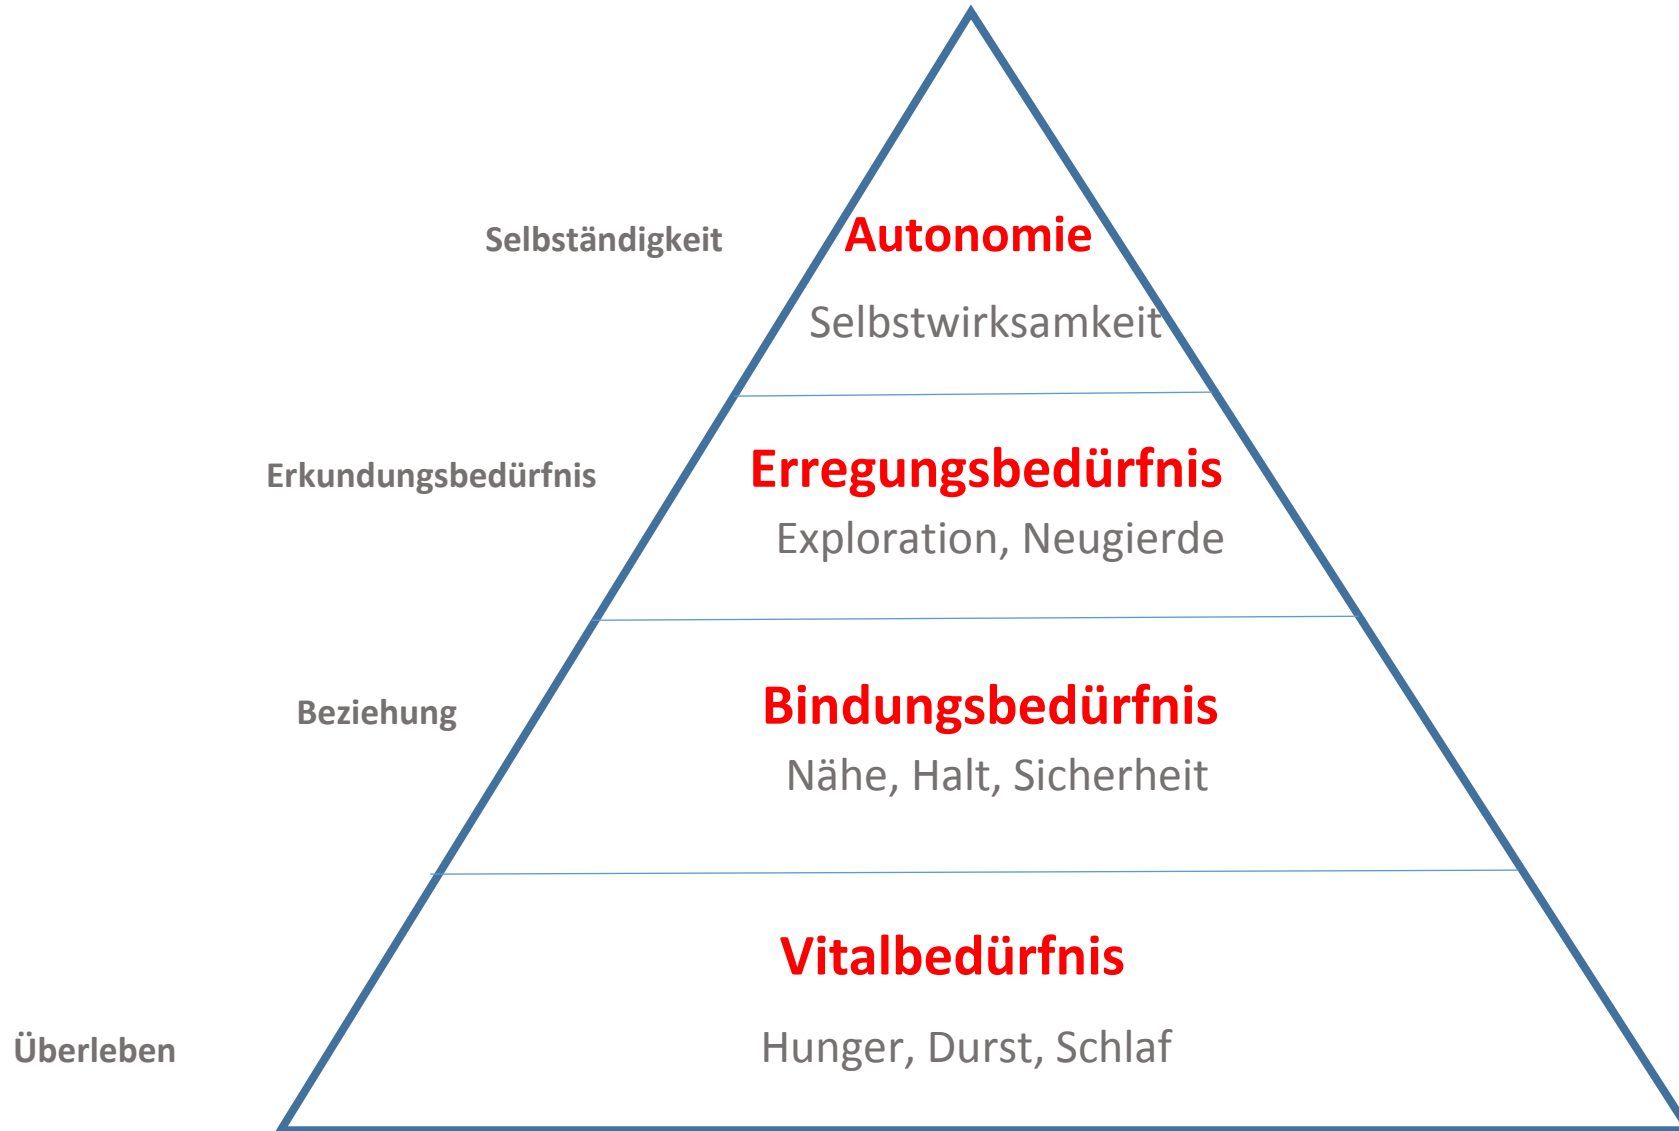 Selbständigkeit
Autonomie
Selbstwirksamkeit
Erkundungsbedürfnis
Erregungsbedürfnis
Exploration, Neugierde
Beziehung
Bindungsbedürfnis
Nähe, Halt, Sicherheit
Vitalbedürfnis
Überleben
Hunger, Durst, Schlaf